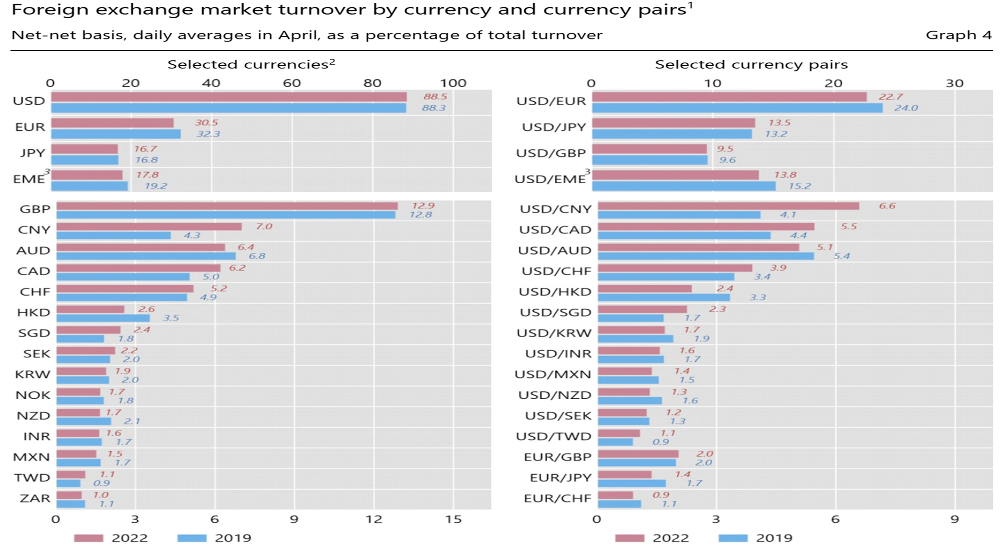 Foreign exchange market turnover by currency and currency pairs¹
Net-net basis, daily averages in April, as a percentage of total turnover Graph 4
Selected currencies²
0 20 40 60 80 100
USD 88.5
88.3
EUR 30.5
32.3
JPY 16.7
16.8
EME³ 17.8
19.2
GBP 12.9
12.8
CNY 7.0
4.3
AUD 6.4
6.8
CAD 6.2
5.0
CHF 5.2
4.9
HKD 2.6
3.5
SGD 2.4
1.8
SEK 2.2
2.0
KRW 1.9
2.0
NOK 1.7
1.8
NZD 1.7
2.1
INR 1.6
1.7
MXN 1.5
1.7
TWD 1.1
0.9
ZAR 1.0
1.1
0 3 6 9 12 15
2022 2019
Selected currency pairs
0 10 20 30
USD/EUR 22.7
24.0
USD/JPY 13.5
13.2
USD/GBP 9.5
9.6
USD/EME³ 13.8
15.2
USD/CNY 6.6
4.1
USD/CAD 5.5
4.4
USD/AUD 5.1
5.4
USD/CHF 3.9
3.4
USD/HKD 2.4
3.3
USD/SGD 2.3
1.7
USD/KRW 1.7
1.9
USD/INR 1.6
1.7
USD/MXN 1.4
1.5
USD/NZD 1.3
1.6
USD/SEK 1.2
1.3
USD/TWD 1.1
0.9
EUR/GBP 2.0
2.0
EUR/JPY 1.4
1.7
EUR/CHF 0.9
1.1
0 3 6 9
2022 2019